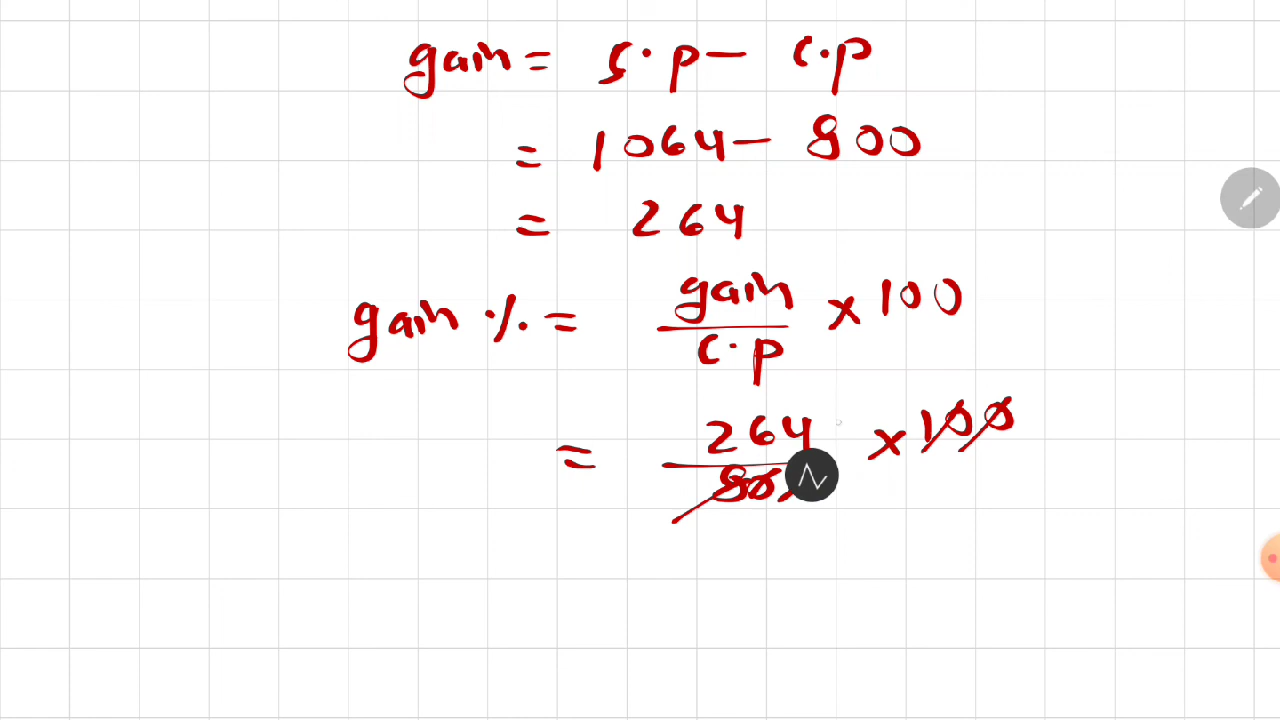 gain = S.P - C.P
= 1064 - 800
= 264
gain % = gain / C.P × 100
= 264 / 800 × 100